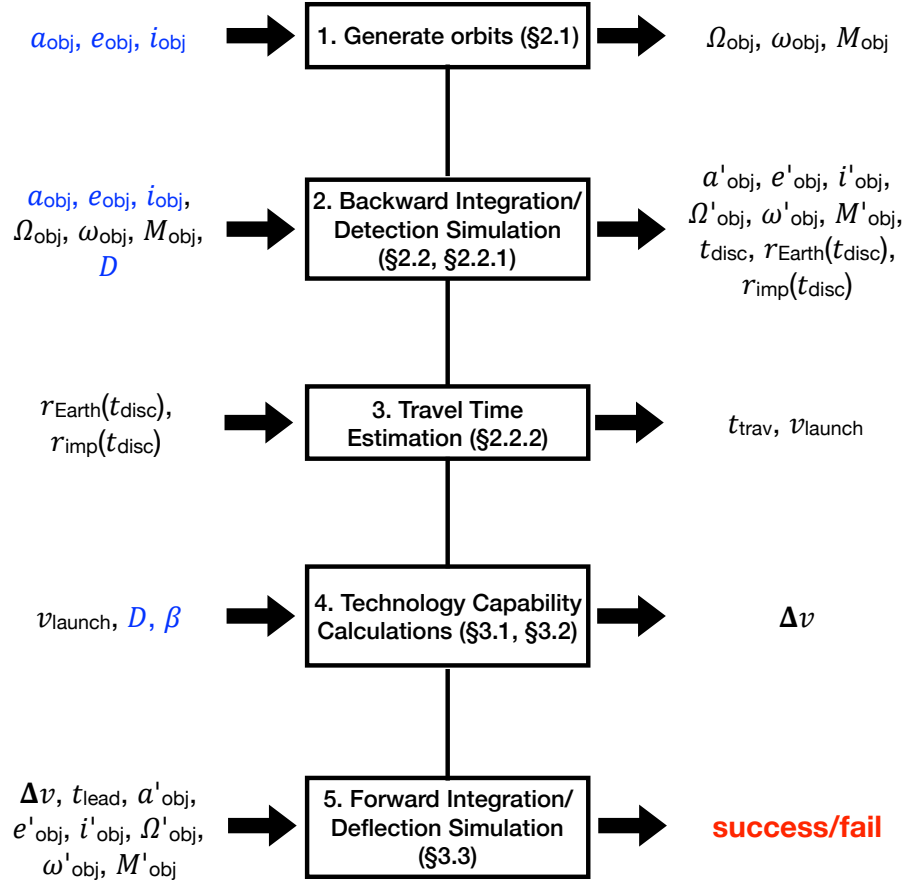 a_obj, e_obj, i_obj
1. Generate orbits (§2.1)
Ω_obj, ω_obj, M_obj
a_obj, e_obj, i_obj,
Ω_obj, ω_obj, M_obj,
D
2. Backward Integration/
Detection Simulation
(§2.2, §2.2.1)
a'_obj, e'_obj, i'_obj,
Ω'_obj, ω'_obj, M'_obj,
t_disc, r_Earth(t_disc),
r_imp(t_disc)
r_Earth(t_disc),
r_imp(t_disc)
3. Travel Time
Estimation (§2.2.2)
t_trav, v_launch
v_launch, D, β
4. Technology Capability
Calculations (§3.1, §3.2)
Δv
Δv, t_lead, a'_obj,
e'_obj, i'_obj, Ω'_obj,
ω'_obj, M'_obj
5. Forward Integration/
Deflection Simulation
(§3.3)
success/fail